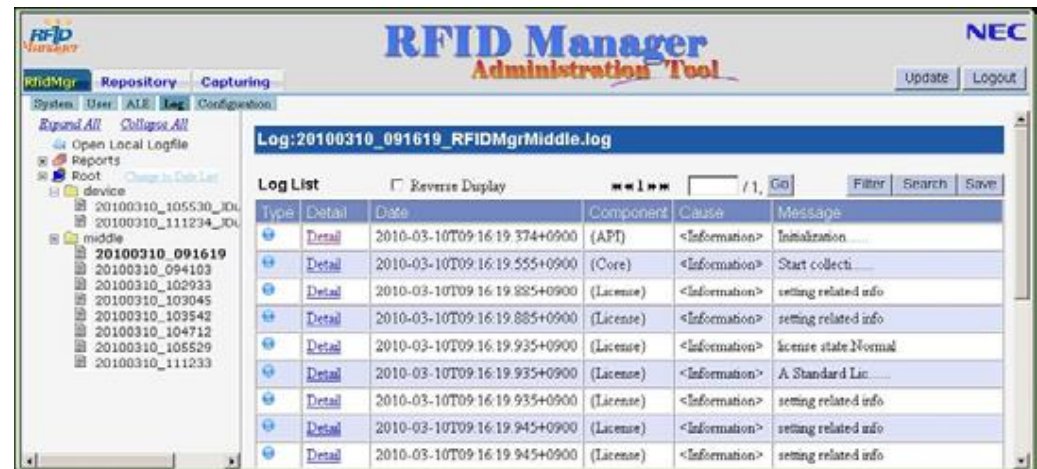 RFID Manager
RFID Manager
Administration Tool
NEC
RfidMgr Repository Capturing
Update Logout
System User ALE Log Configuration
Expand All Collapse All
Open Local Logfile
Reports
Root Change to Date List
device
20100310_105530_JDu
20100310_111234_JDu
middle
20100310_091619
20100310_094103
20100310_102933
20100310_103045
20100310_103542
20100310_104712
20100310_105529
20100310_111233
Log:20100310_091619_RFIDMgrMiddle.log
Log List Reverse Display 1 / 1, Go Filter Search Save
Type Detail Date Component Cause Message
Detail 2010-03-10T09:16:19.374+0900 (API) <Information> Initialization......
Detail 2010-03-10T09:16:19.555+0900 (Core) <Information> Start collecti......
Detail 2010-03-10T09:16:19.885+0900 (License) <Information> setting related info
Detail 2010-03-10T09:16:19.885+0900 (License) <Information> setting related info
Detail 2010-03-10T09:16:19.935+0900 (License) <Information> license state:Normal
Detail 2010-03-10T09:16:19.935+0900 (License) <Information> A Standard Lic......
Detail 2010-03-10T09:16:19.935+0900 (License) <Information> setting related info
Detail 2010-03-10T09:16:19.945+0900 (License) <Information> setting related info
Detail 2010-03-10T09:16:19.945+0900 (License) <Information> setting related info